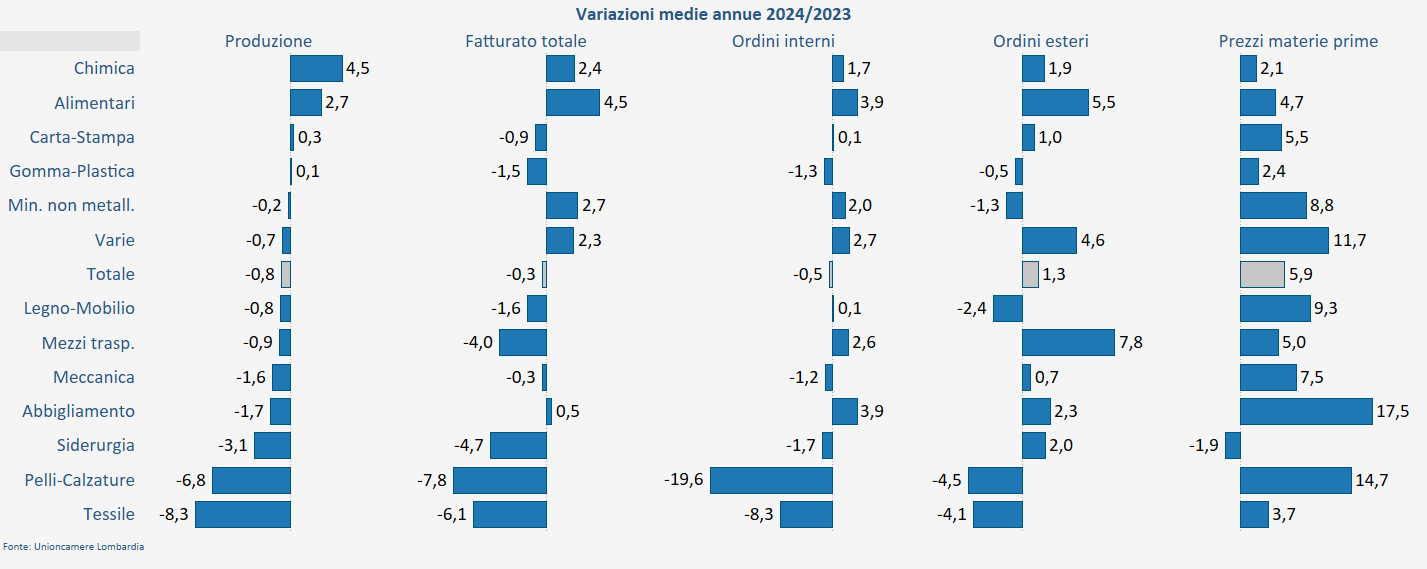 Variazioni medie annue 2024/2023
Produzione Fatturato totale Ordini interni Ordini esteri Prezzi materie prime
Chimica 4,5 2,4 1,7 1,9 2,1
Alimentari 2,7 4,5 3,9 5,5 4,7
Carta-Stampa 0,3 -0,9 0,1 1,0 5,5
Gomma-Plastica 0,1 -1,5 -1,3 -0,5 2,4
Min. non metall. -0,2 2,7 2,0 -1,3 8,8
Varie -0,7 2,3 2,7 4,6 11,7
Totale -0,8 -0,3 -0,5 1,3 5,9
Legno-Mobilio -0,8 -1,6 0,1 -2,4 9,3
Mezzi trasp. -0,9 -4,0 2,6 7,8 5,0
Meccanica -1,6 -0,3 -1,2 0,7 7,5
Abbigliamento -1,7 0,5 3,9 2,3 17,5
Siderurgia -3,1 -4,7 -1,7 2,0 -1,9
Pelli-Calzature -6,8 -7,8 -19,6 -4,5 14,7
Tessile -8,3 -6,1 -8,3 -4,1 3,7
Fonte: Unioncamere Lombardia